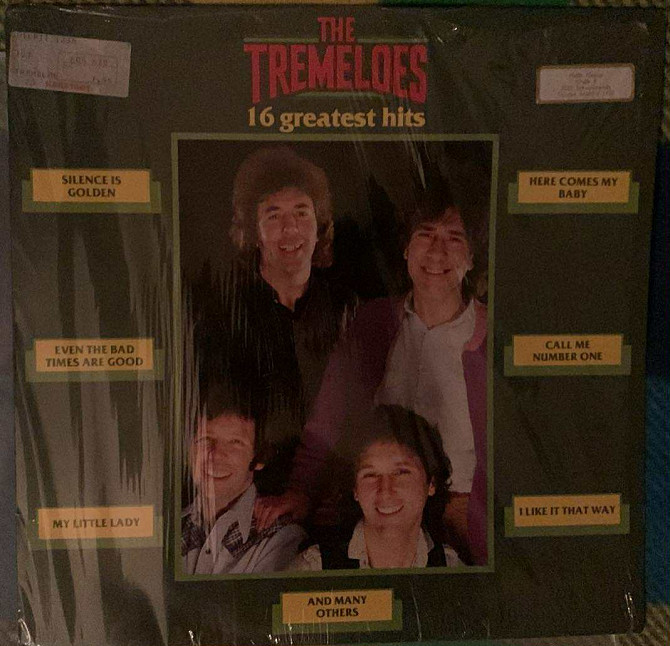 THE
TREMELOES
16 greatest hits
SILENCE IS
GOLDEN
HERE COMES MY
BABY
EVEN THE BAD
TIMES ARE GOOD
CALL ME
NUMBER ONE
MY LITTLE LADY
I LIKE IT THAT WAY
AND MANY
OTHERS